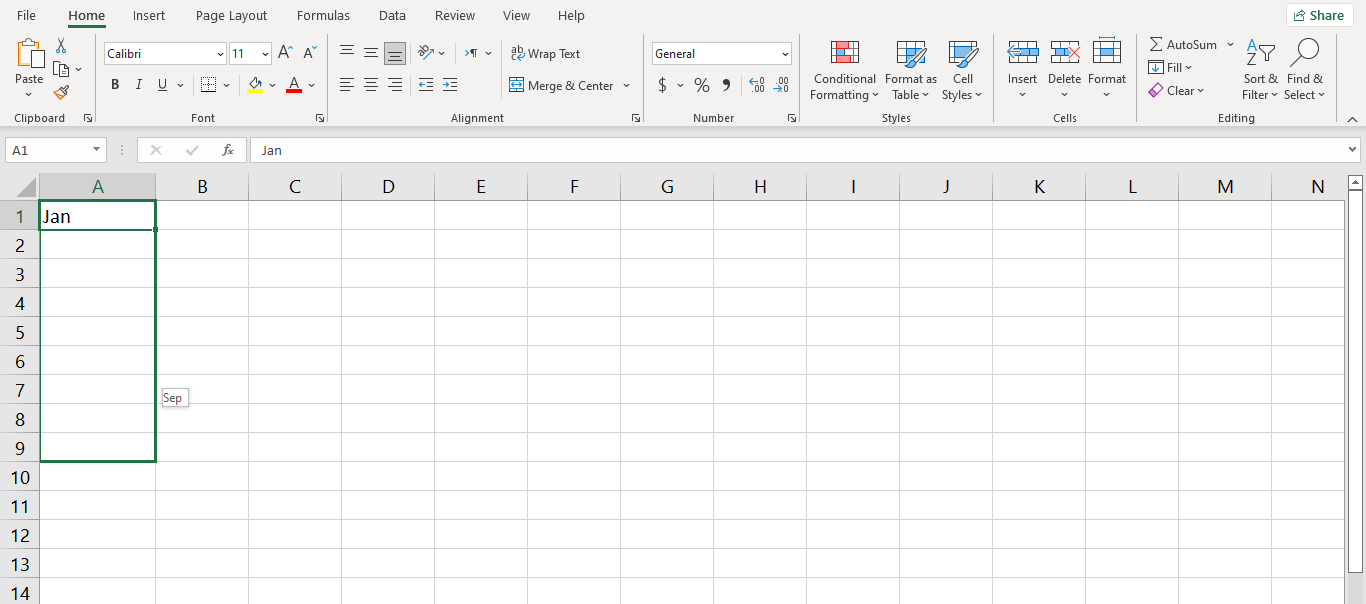 File Home Insert Page Layout Formulas Data Review View Help Share
Calibri 11 General AutoSum
ab Wrap Text
Fill
Paste Conditional Format as Cell Insert Delete Format Sort & Find &
B I U Merge & Center $ % Clear
Formatting Table Styles Filter Select
Clipboard Font Alignment Number Styles Cells Editing
A1 fx Jan
A B C D E F G H I J K L M N
1 Jan
2
3
4
5
6
7
Sep
8
9
10
11
12
13
14